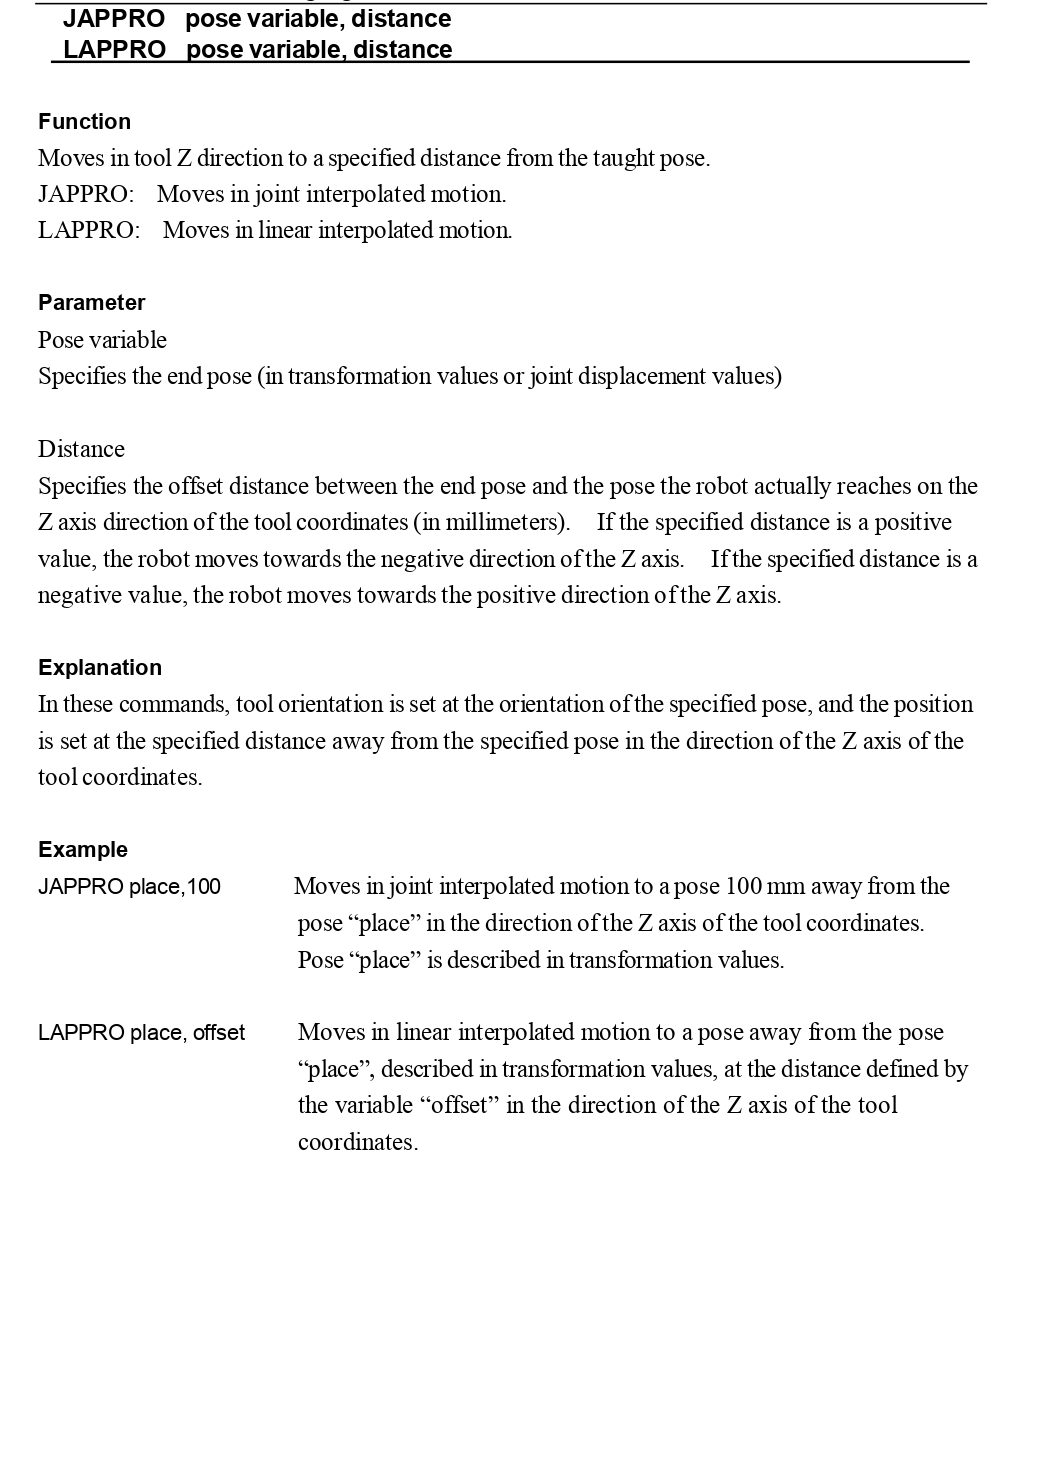 JAPPRO pose variable, distance
LAPPRO pose variable, distance
Function
Moves in tool Z direction to a specified distance from the taught pose.
JAPPRO: Moves in joint interpolated motion.
LAPPRO: Moves in linear interpolated motion.
Parameter
Pose variable
Specifies the end pose (in transformation values or joint displacement values)
Distance
Specifies the offset distance between the end pose and the pose the robot actually reaches on the
Z axis direction of the tool coordinates (in millimeters). If the specified distance is a positive
value, the robot moves towards the negative direction of the Z axis. If the specified distance is a
negative value, the robot moves towards the positive direction of the Z axis.
Explanation
In these commands, tool orientation is set at the orientation of the specified pose, and the position
is set at the specified distance away from the specified pose in the direction of the Z axis of the
tool coordinates.
Example
JAPPRO place,100 Moves in joint interpolated motion to a pose 100 mm away from the
pose “place” in the direction of the Z axis of the tool coordinates.
Pose “place” is described in transformation values.
LAPPRO place, offset Moves in linear interpolated motion to a pose away from the pose
“place”, described in transformation values, at the distance defined by
the variable “offset” in the direction of the Z axis of the tool
coordinates.